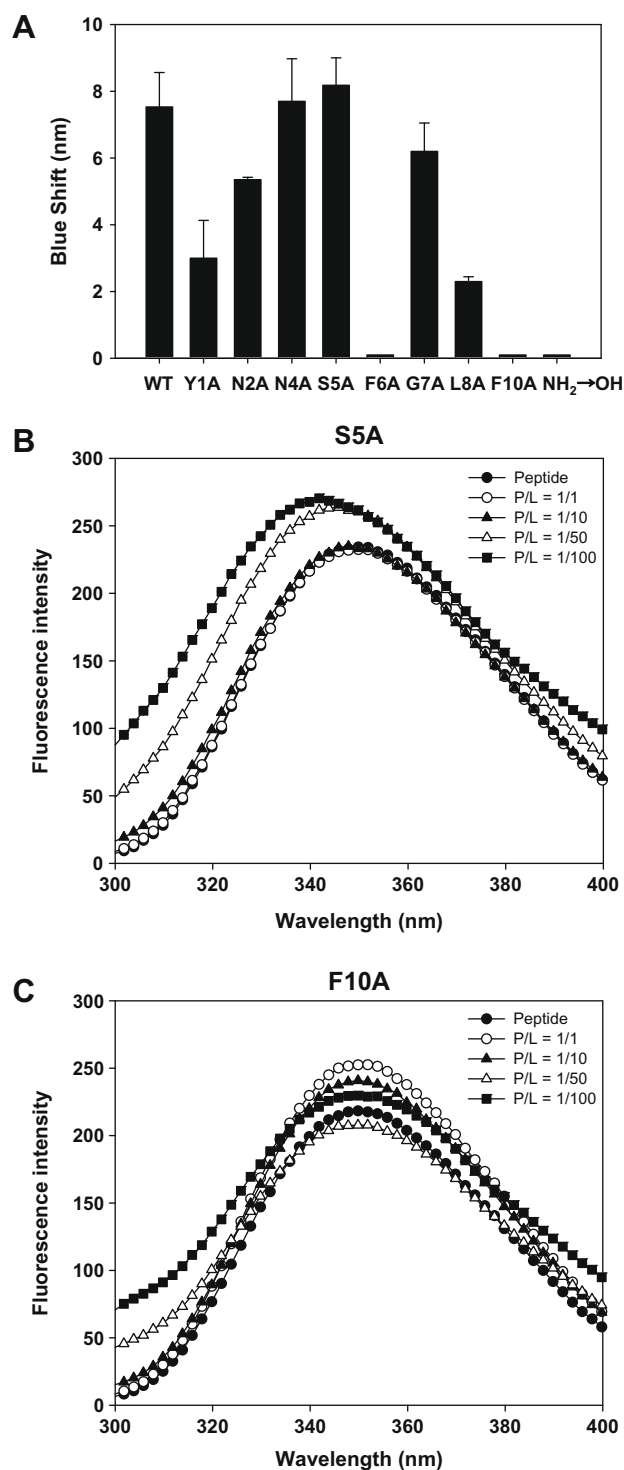 A
10
8
6
4
2
0
Blue Shift (nm)
WT Y1A N2A N4A S5A F6A G7A L8A F10A NH₂→OH
B
S5A
300
250
200
150
100
50
0
Fluorescence intensity
Peptide
P/L = 1/1
P/L = 1/10
P/L = 1/50
P/L = 1/100
300 320 340 360 380 400
Wavelength (nm)
C
F10A
300
250
200
150
100
50
0
Fluorescence intensity
Peptide
P/L = 1/1
P/L = 1/10
P/L = 1/50
P/L = 1/100
300 320 340 360 380 400
Wavelength (nm)